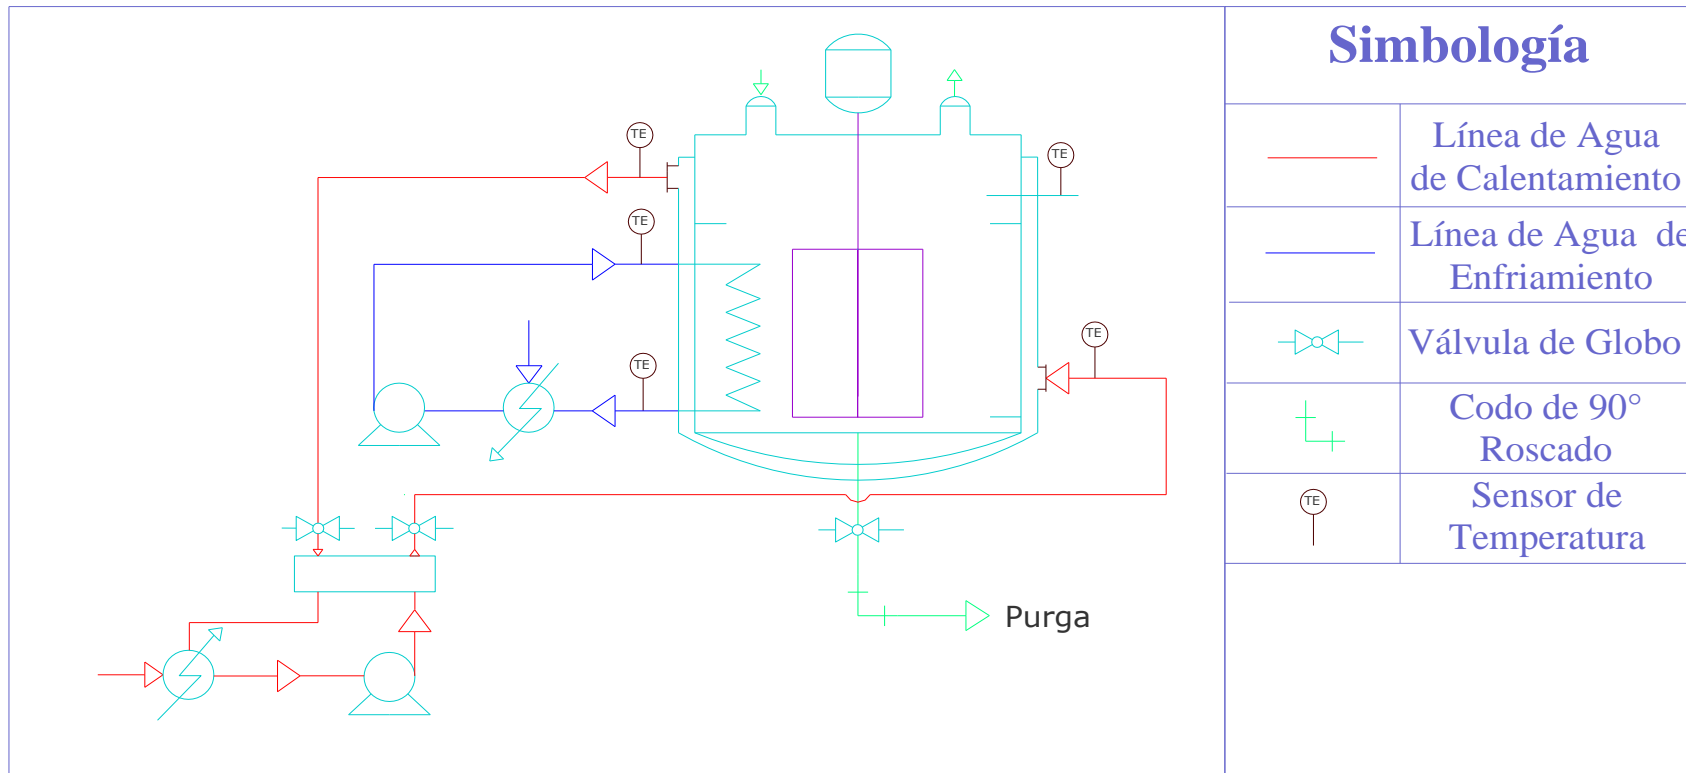 Simbología
TE
TE
Línea de Agua
de Calentamiento
TE
Línea de Agua de
Enfriamiento
TE
Válvula de Globo
TE
Codo de 90°
Roscado
TE
Sensor de
Temperatura
Purga